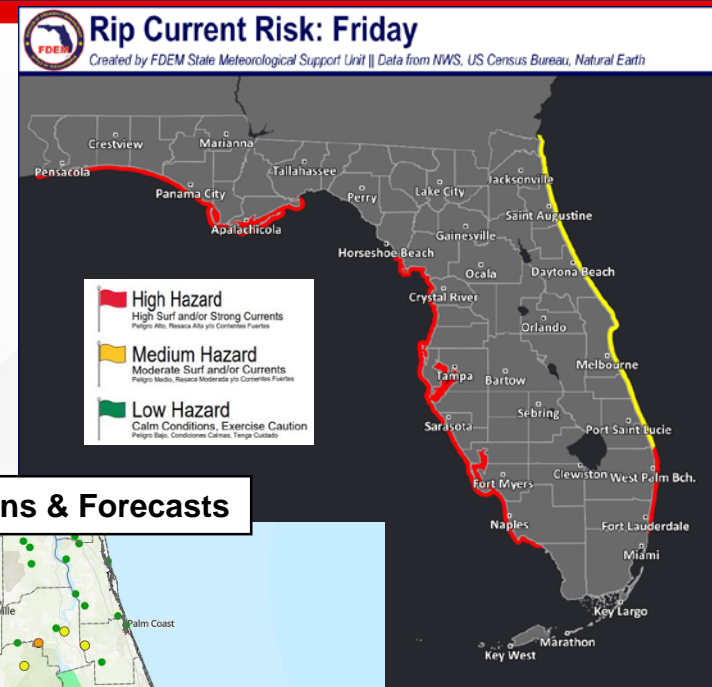 Rip Current Risk: Friday
FDEM
Created by FDEM State Meteorological Support Unit || Data from NWS, US Census Bureau, Natural Earth
Crestview
Marianna
Pensacola
Tallahassee
Jacksonville
Panama City
Perry
Lake City
Saint Augustine
Apalachicola
Gainesville
Horseshoe Beach
Ocala
Daytona Beach
Crystal River
High Hazard
High Surf and/or Strong Currents
Peligro Alto, Resaca Alta y/o Corrientes Fuertes
Orlando
Medium Hazard
Moderate Surf and/or Currents
Peligro Medio, Resaca Moderada y/o Corrientes Fuertes
Melbourne
Tampa
Bartow
Low Hazard
Calm Conditions, Exercise Caution
Peligro Bajo, Condiciones Calmas, Tenga Cuidado
Sebring
Sarasota
Port Saint Lucie
Fort Myers
Clewiston
West Palm Bch.
ns & Forecasts
Naples
Fort Lauderdale
Miami
Key Largo
Marathon
Key West
ville
Palm Coast